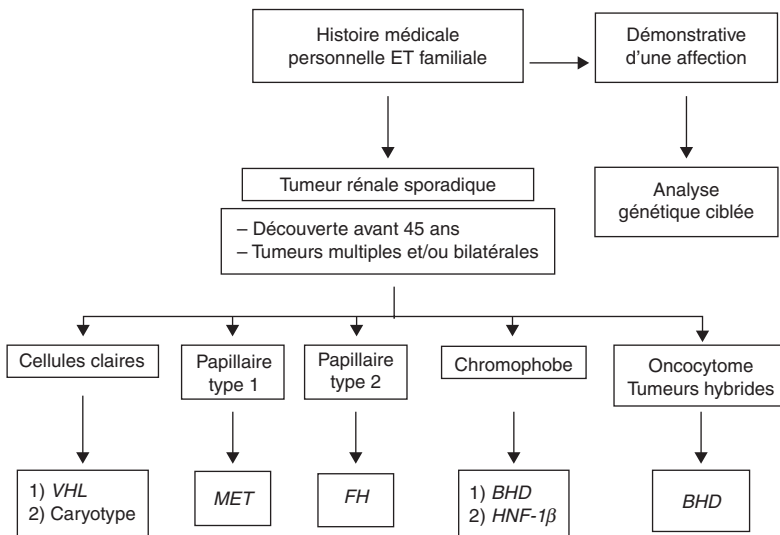 Histoire médicale
personnelle ET familiale
Démonstrative
d'une affection
Analyse
génétique ciblée
Tumeur rénale sporadique
– Découverte avant 45 ans
– Tumeurs multiples et/ou bilatérales
Cellules claires
Papillaire
type 1
Papillaire
type 2
Chromophobe
Oncocytome
Tumeurs hybrides
1) VHL
2) Caryotype
MET
FH
1) BHD
2) HNF-1β
BHD